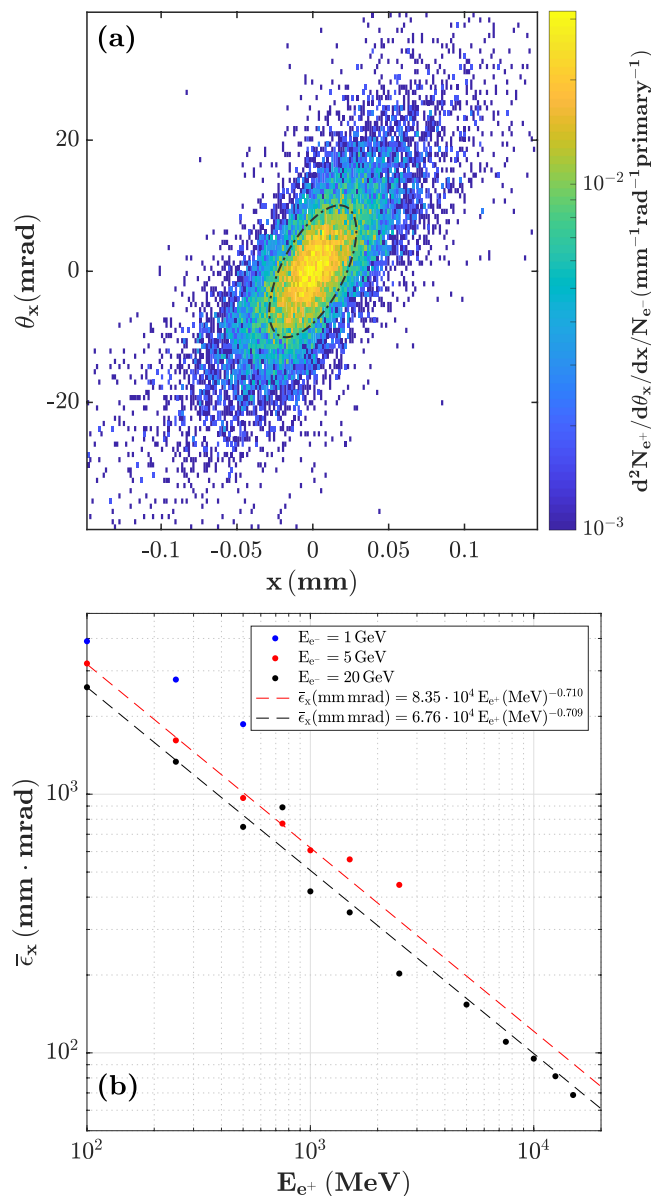 (a)
20
0
-20
θₓ(mrad)
-0.1 -0.05 0 0.05 0.1
x (mm)
10⁻²
10⁻³
d²Nₑ₊/dθₓ/dx/Nₑ₋(mm⁻¹rad⁻¹primary⁻¹)
Eₑ₋ = 1 GeV
Eₑ₋ = 5 GeV
Eₑ₋ = 20 GeV
ϵ̄ₓ(mm mrad) = 8.35 · 10⁴ Eₑ₊(MeV)⁻⁰·⁷¹⁰
ϵ̄ₓ(mm mrad) = 6.76 · 10⁴ Eₑ₊(MeV)⁻⁰·⁷⁰⁹
10³
10²
ϵ̄ₓ (mm · mrad)
(b)
10² 10³ 10⁴
Eₑ₊ (MeV)